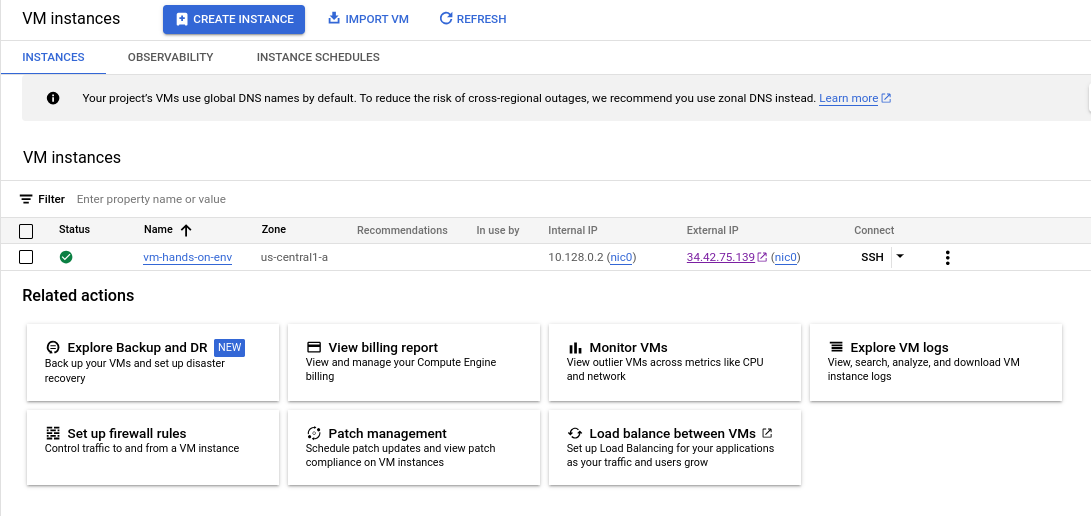 VM instances
CREATE INSTANCE
IMPORT VM
REFRESH
INSTANCES
OBSERVABILITY
INSTANCE SCHEDULES
Your project's VMs use global DNS names by default. To reduce the risk of cross-regional outages, we recommend you use zonal DNS instead. Learn more
VM instances
Filter Enter property name or value
Status Name Zone Recommendations In use by Internal IP External IP Connect
vm-hands-on-env us-central1-a 10.128.0.2 (nic0) 34.42.75.139 (nic0) SSH
Related actions
Explore Backup and DR NEW
Back up your VMs and set up disaster
recovery
View billing report
View and manage your Compute Engine
billing
Monitor VMs
View outlier VMs across metrics like CPU
and network
Explore VM logs
View, search, analyze, and download VM
instance logs
Set up firewall rules
Control traffic to and from a VM instance
Patch management
Schedule patch updates and view patch
compliance on VM instances
Load balance between VMs
Set up Load Balancing for your applications
as your traffic and users grow